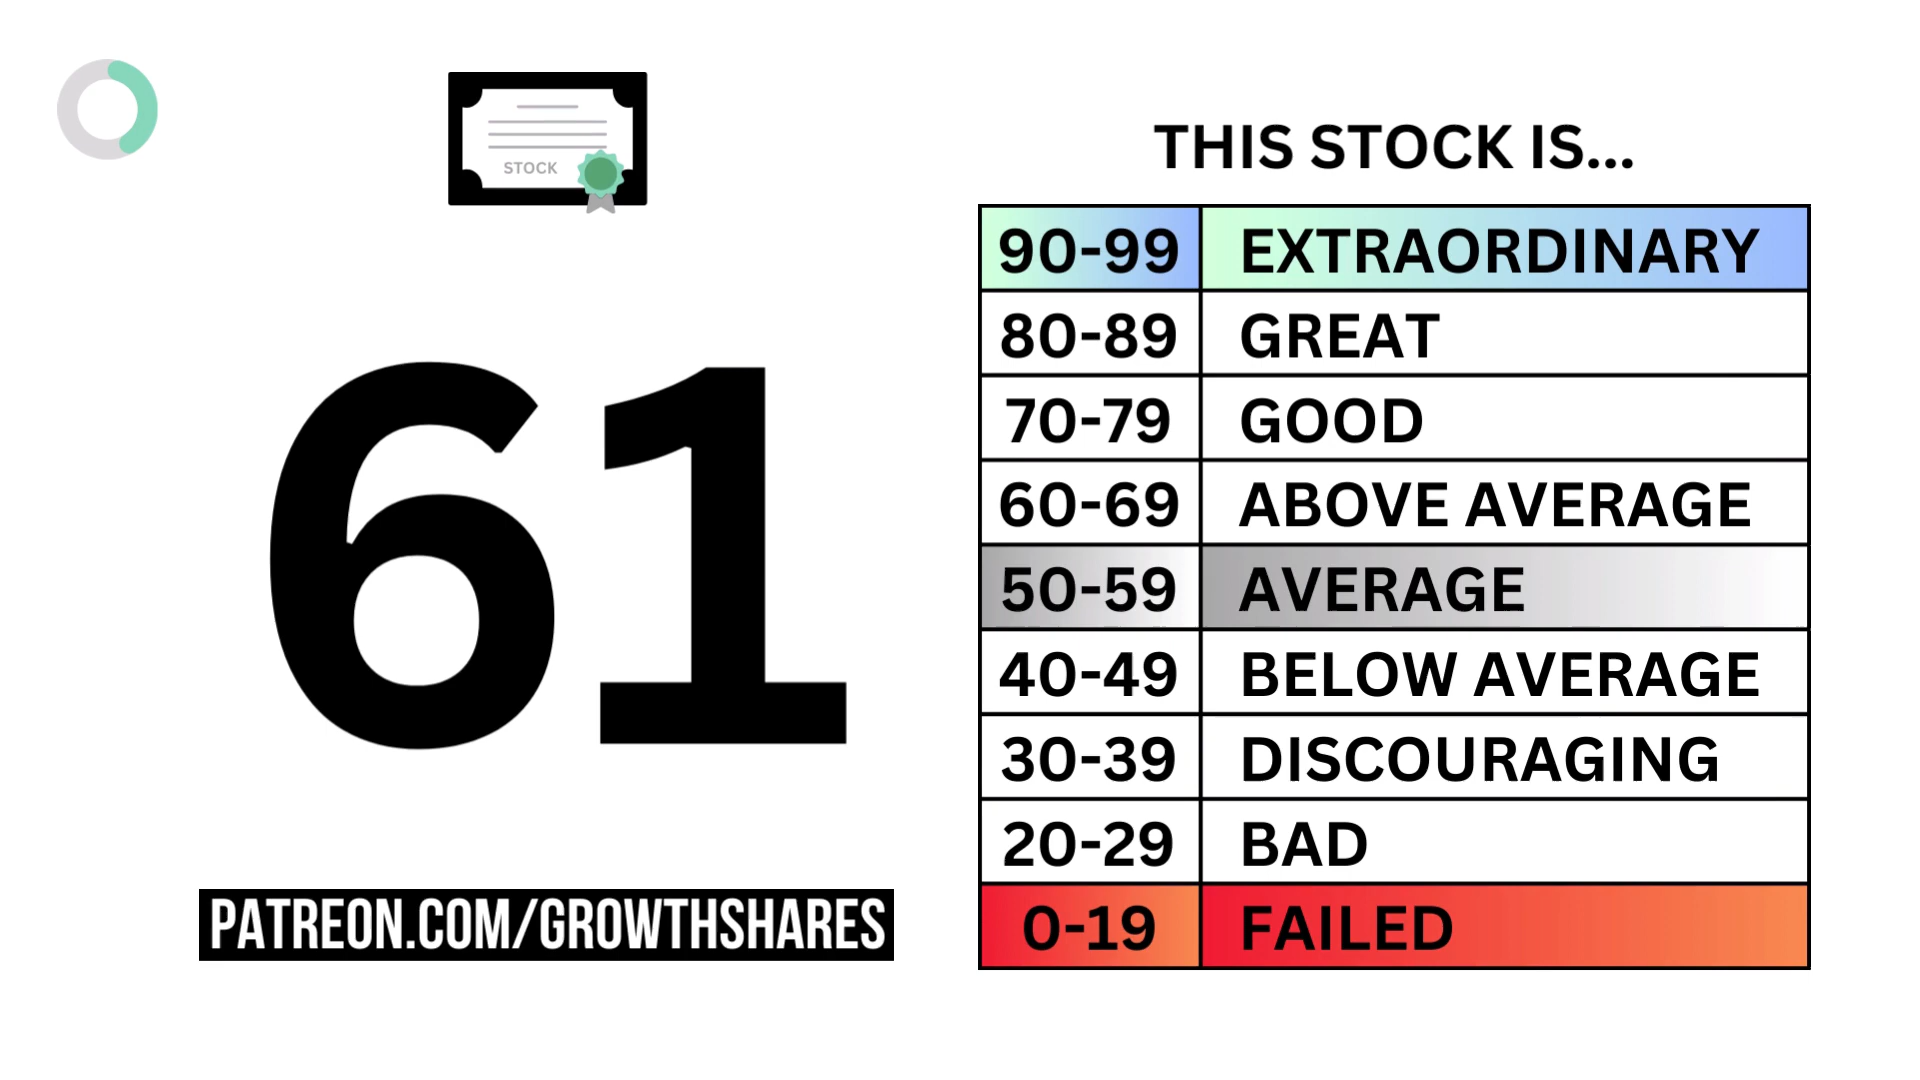 STOCK
61
PATREON.COM/GROWTHSHARES
THIS STOCK IS...
90-99 EXTRAORDINARY
80-89 GREAT
70-79 GOOD
60-69 ABOVE AVERAGE
50-59 AVERAGE
40-49 BELOW AVERAGE
30-39 DISCOURAGING
20-29 BAD
0-19 FAILED